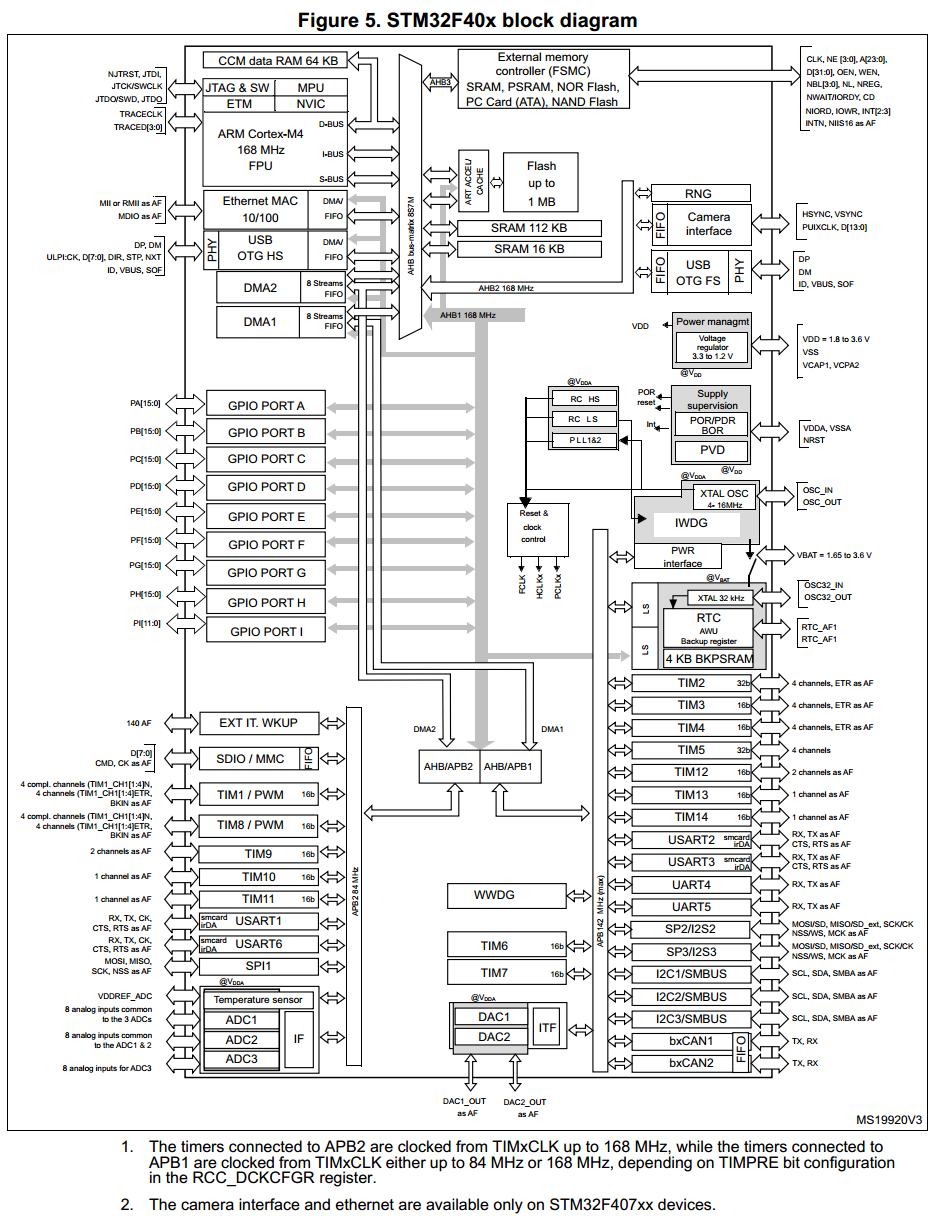 Figure 5. STM32F40x block diagram
CCM data RAM 64 KB
External memory
controller (FSMC)
SRAM, PSRAM, NOR Flash,
PC Card (ATA), NAND Flash
AHB3
CLK, NE [3:0], A[23:0],
D[31:0], OEN, WEN,
NBL[3:0], NL, NREG,
NWAIT/IORDY, CD
NIORD, IOWR, INT[2:3]
INTN, NIIS16 as AF
NJTRST, JTDI,
JTCK/SWCLK
JTDO/SWD, JTDO
TRACECLK
TRACED[3:0]
JTAG & SW
MPU
ETM
NVIC
ARM Cortex-M4
168 MHz
FPU
D-BUS
I-BUS
S-BUS
MII or RMII as AF
MDIO as AF
Ethernet MAC
10/100
DMA/
FIFO
DP, DM
ULPI:CK, D[7:0], DIR, STP, NXT
ID, VBUS, SOF
PHY
USB
OTG HS
DMA/
FIFO
DMA2
8 Streams
FIFO
DMA1
8 Streams
FIFO
AHB bus-matrix 8S7M
ART ACCEL/
CACHE
Flash
up to
1 MB
SRAM 112 KB
SRAM 16 KB
AHB2 168 MHz
AHB1 168 MHz
RNG
FIFO
Camera
interface
HSYNC, VSYNC
PUIXCLK, D[13:0]
FIFO
USB
OTG FS
PHY
DP
DM
ID, VBUS, SOF
VDD
Power managmt
Voltage
regulator
3.3 to 1.2 V
@VDD
VDD = 1.8 to 3.6 V
VSS
VCAP1, VCPA2
@VDDA
RC HS
RC LS
PLL1&2
POR
reset
Int
Supply
supervision
POR/PDR
BOR
PVD
@VDD
VDDA, VSSA
NRST
@VDDA
XTAL OSC
4- 16MHz
IWDG
OSC_IN
OSC_OUT
Reset &
clock
control
FCLK
HCLKx
PCLKx
PWR
interface
VBAT = 1.65 to 3.6 V
@VBAT
LS
LS
XTAL 32 kHz
RTC
AWU
Backup register
4 KB BKPSRAM
OSC32_IN
OSC32_OUT
RTC_AF1
RTC_AF1
PA[15:0]
GPIO PORT A
PB[15:0]
GPIO PORT B
PC[15:0]
GPIO PORT C
PD[15:0]
GPIO PORT D
PE[15:0]
GPIO PORT E
PF[15:0]
GPIO PORT F
PG[15:0]
GPIO PORT G
PH[15:0]
GPIO PORT H
PI[11:0]
GPIO PORT I
DMA2
DMA1
AHB/APB2
AHB/APB1
140 AF
EXT IT. WKUP
D[7:0]
CMD, CK as AF
SDIO / MMC
FIFO
4 compl. channels (TIM1_CH1[1:4]N,
4 channels (TIM1_CH1[1:4]ETR,
BKIN as AF
TIM1 / PWM
16b
4 compl. channels (TIM1_CH1[1:4]N,
4 channels (TIM1_CH1[1:4]ETR,
BKIN as AF
TIM8 / PWM
16b
2 channels as AF
TIM9
16b
1 channel as AF
TIM10
16b
1 channel as AF
TIM11
16b
RX, TX, CK,
CTS, RTS as AF
smcard
irDA
USART1
RX, TX, CK,
CTS, RTS as AF
smcard
irDA
USART6
MOSI, MISO,
SCK, NSS as AF
SPI1
@VDDA
VDDREF_ADC
8 analog inputs common
to the 3 ADCs
8 analog inputs common
to the ADC1 & 2
8 analog inputs for ADC3
Temperature sensor
ADC1
ADC2
ADC3
IF
APB2 84 MHz
WWDG
TIM6
16b
TIM7
16b
@VDDA
DAC1
DAC2
ITF
DAC1_OUT
as AF
DAC2_OUT
as AF
APB142 MHz (max)
TIM2
32b
4 channels, ETR as AF
TIM3
16b
4 channels, ETR as AF
TIM4
16b
4 channels, ETR as AF
TIM5
32b
4 channels
TIM12
16b
2 channels as AF
TIM13
16b
1 channel as AF
TIM14
16b
1 channel as AF
USART2
smcard
irDA
RX, TX as AF
CTS, RTS as AF
USART3
smcard
irDA
RX, TX as AF
CTS, RTS as AF
UART4
RX, TX as AF
UART5
RX, TX as AF
SP2/I2S2
MOSI/SD, MISO/SD_ext, SCK/CK
NSS/WS, MCK as AF
SP3/I2S3
MOSI/SD, MISO/SD_ext, SCK/CK
NSS/WS, MCK as AF
I2C1/SMBUS
SCL, SDA, SMBA as AF
I2C2/SMBUS
SCL, SDA, SMBA as AF
I2C3/SMBUS
SCL, SDA, SMBA as AF
bxCAN1
TX, RX
bxCAN2
TX, RX
FIFO
MS19920V3
1. The timers connected to APB2 are clocked from TIMxCLK up to 168 MHz, while the timers connected to
APB1 are clocked from TIMxCLK either up to 84 MHz or 168 MHz, depending on TIMPRE bit configuration
in the RCC_DCKCFGR register.
2. The camera interface and ethernet are available only on STM32F407xx devices.